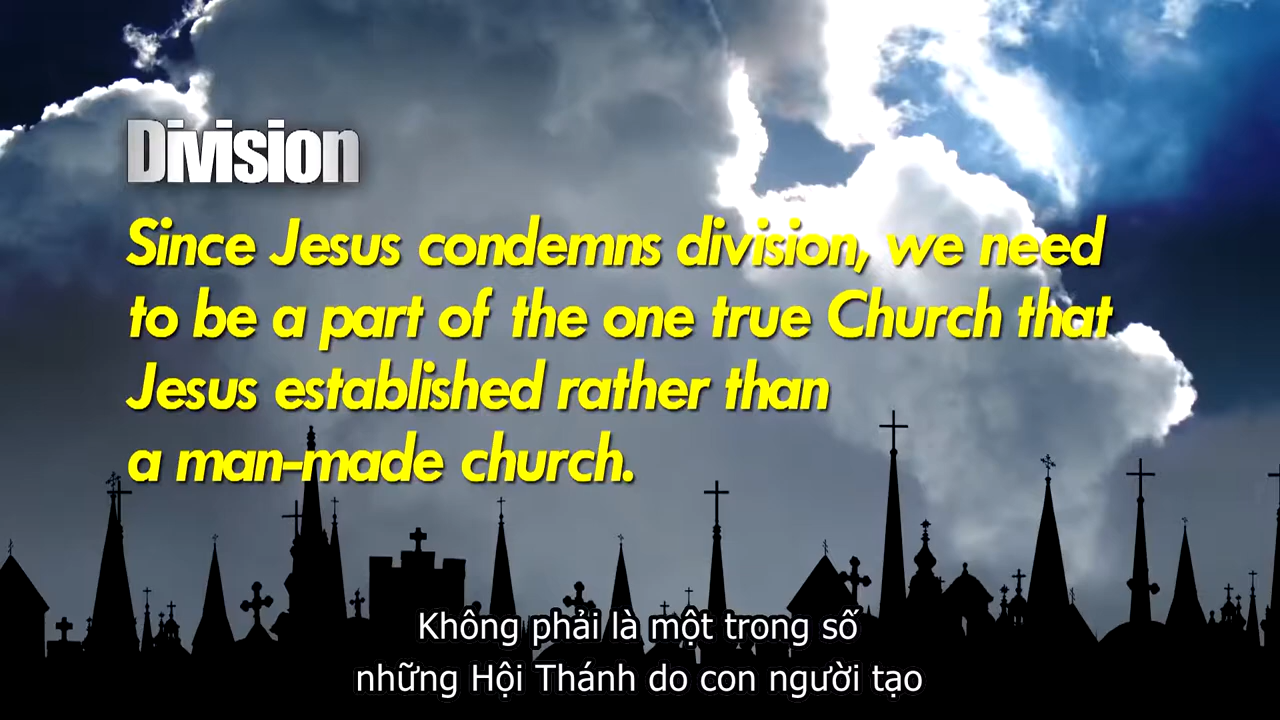 Division
Since Jesus condemns division, we need
to be a part of the one true Church that
Jesus established rather than
a man-made church.
Không phải là một trong số
những Hội Thánh do con người tạo